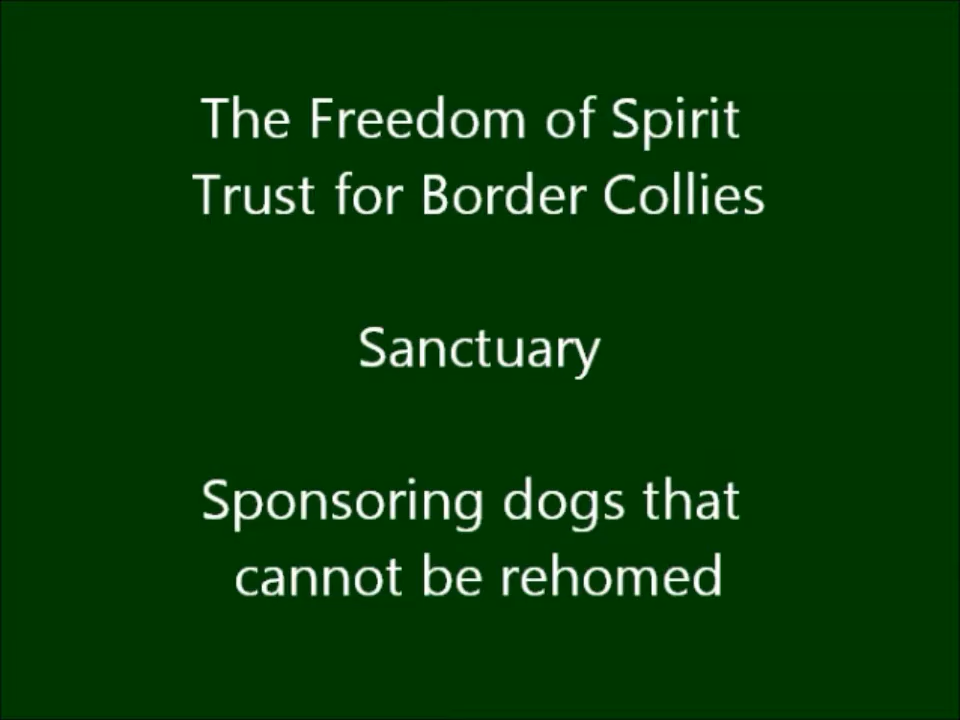 The Freedom of Spirit
Trust for Border Collies
Sanctuary
Sponsoring dogs that
cannot be rehomed